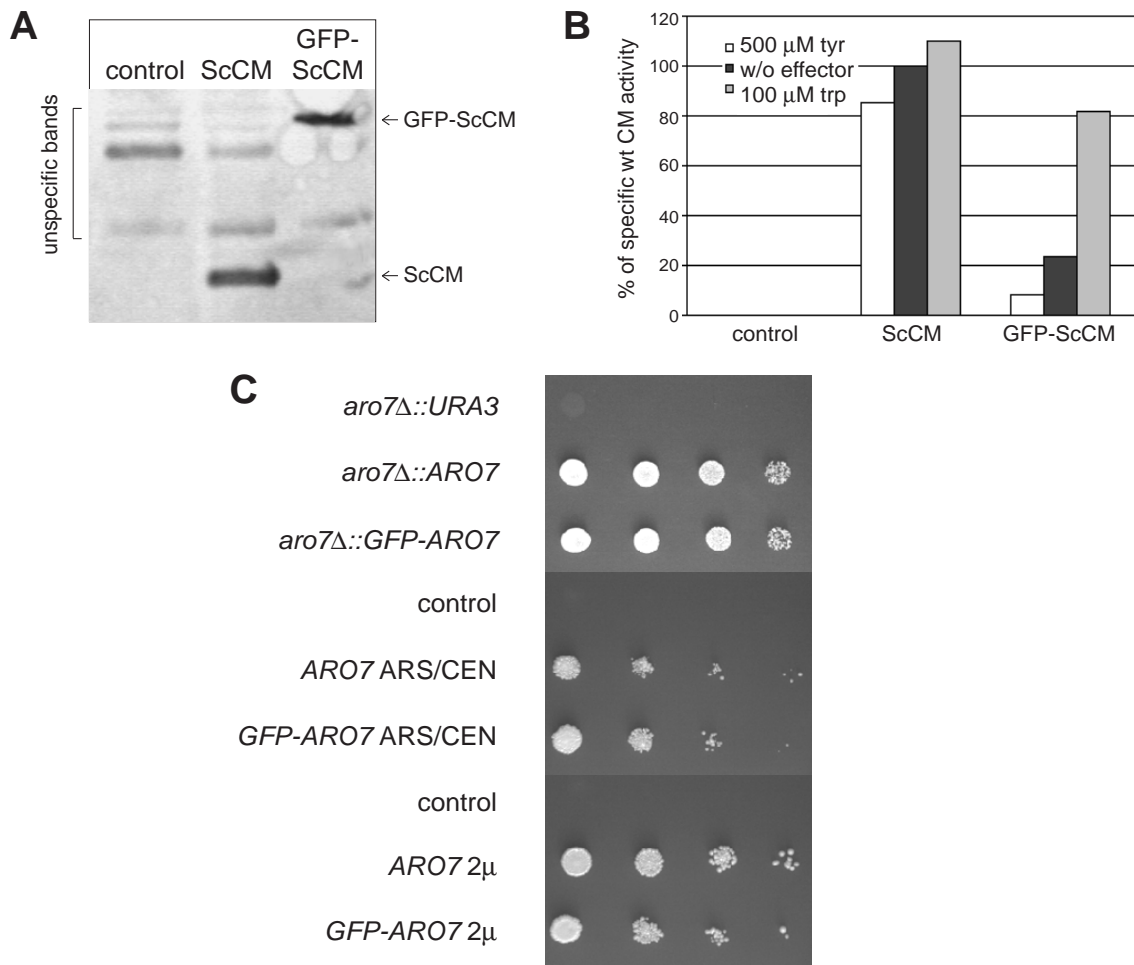 A
control ScCM GFP-
ScCM
unspecific bands
← GFP-ScCM
← ScCM
B
% of specific wt CM activity
120
100
80
60
40
20
0
500 μM tyr
w/o effector
100 μM trp
control ScCM GFP-ScCM
C
aro7Δ::URA3
aro7Δ::ARO7
aro7Δ::GFP-ARO7
control
ARO7 ARS/CEN
GFP-ARO7 ARS/CEN
control
ARO7 2μ
GFP-ARO7 2μ